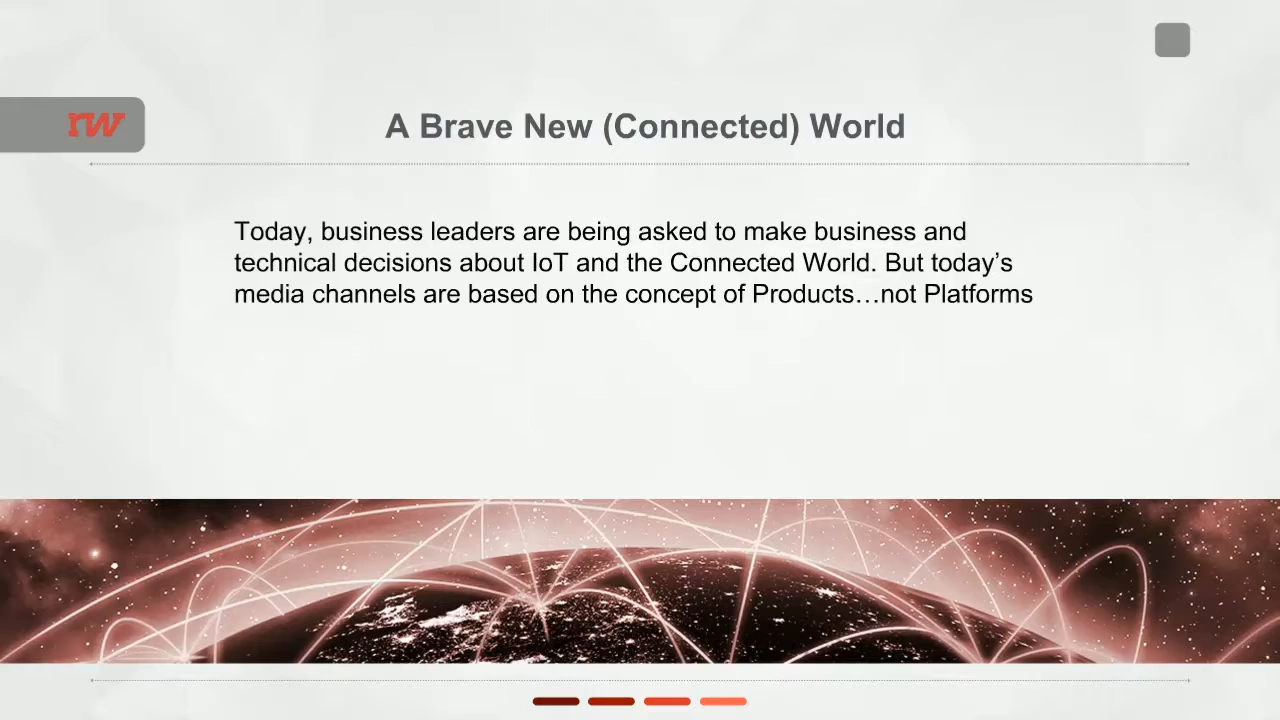 rw
A Brave New (Connected) World
Today, business leaders are being asked to make business and
technical decisions about IoT and the Connected World. But today’s
media channels are based on the concept of Products…not Platforms